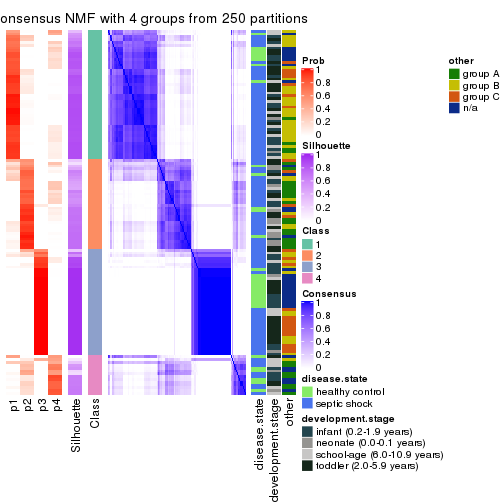 onsensus NMF with 4 groups from 250 partitions
Prob
1
0.8
0.6
0.4
0.2
0
Silhouette
1
0.8
0.6
0.4
0.2
0
Class
1
2
3
4
Consensus
1
0.8
0.6
0.4
0.2
0
disease.state
healthy control
septic shock
development.stage
infant (0.2-1.9 years)
neonate (0.0-0.1 years)
school-age (6.0-10.9 years)
toddler (2.0-5.9 years)
other
group A
group B
group C
n/a
p1
p2
p3
p4
Silhouette
Class
disease.state
development.stage
other